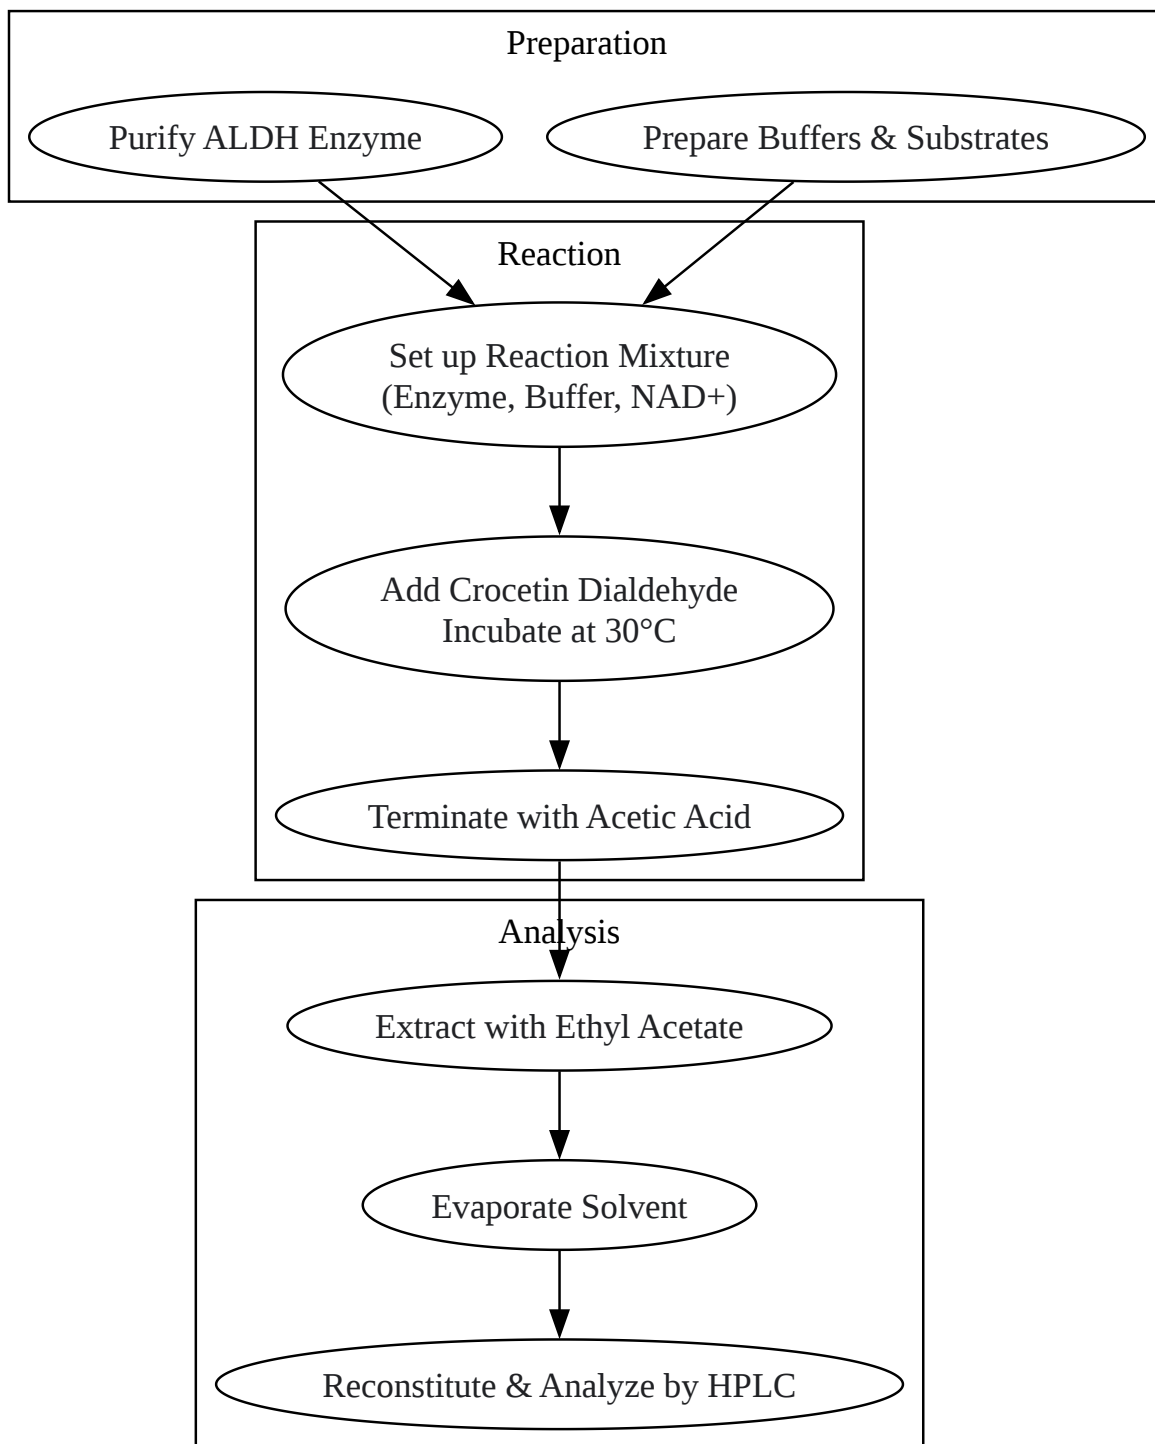 Preparation
Purify ALDH Enzyme
Prepare Buffers & Substrates
Reaction
Set up Reaction Mixture
(Enzyme, Buffer, NAD+)
Add Crocetin Dialdehyde
Incubate at 30°C
Terminate with Acetic Acid
Analysis
Extract with Ethyl Acetate
Evaporate Solvent
Reconstitute & Analyze by HPLC